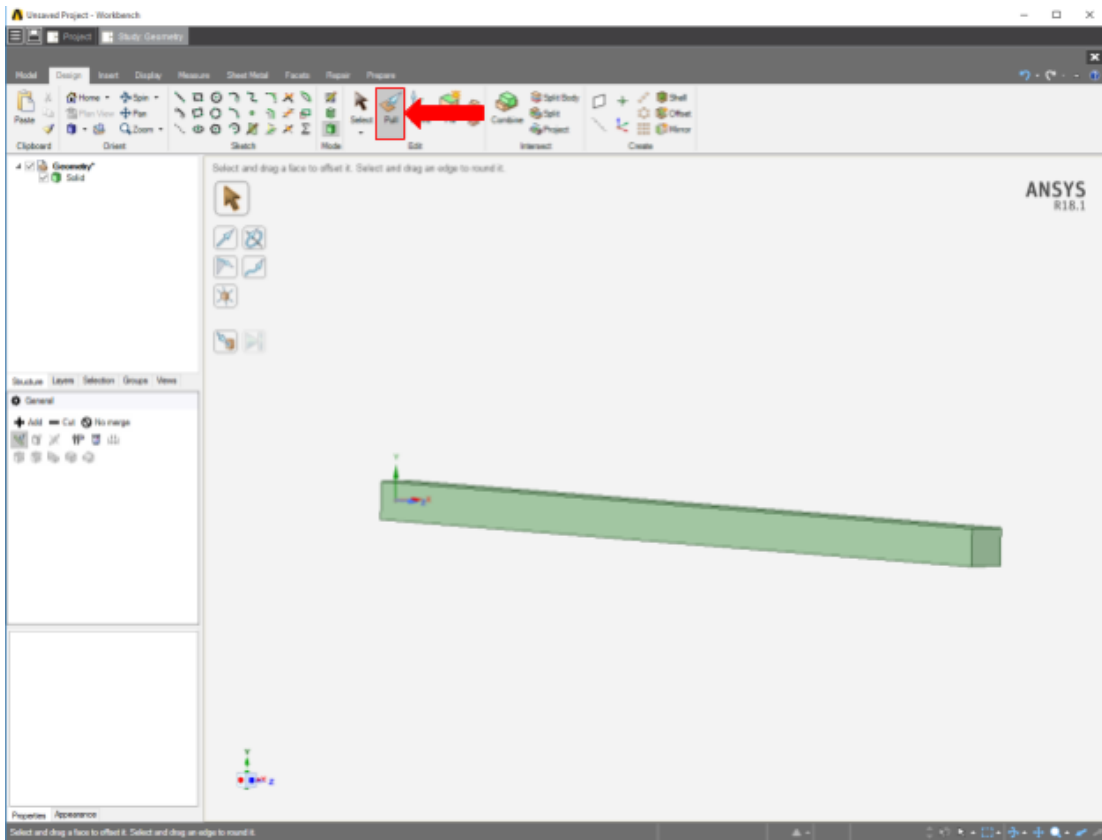 Unsaved Project - Workbench
Project Study: Geometry
Model Design Insert Display Measure Sheet Metal Facets Repair Prepare
Home Spin Split Body Shell
Paste Plan View Pan Select Pull Combine Split Offset
Zoom Project Mirror
Clipboard Orient Sketch Mode Edit Intersect Create
Geometry*
Solid
Select and drag a face to offset it. Select and drag an edge to round it.
ANSYS
R18.1
Structure Layers Selection Groups Views
General
Add Cut No merge
Y
Y
X Z
Properties Appearance
Select and drag a face to offset it. Select and drag an edge to round it.